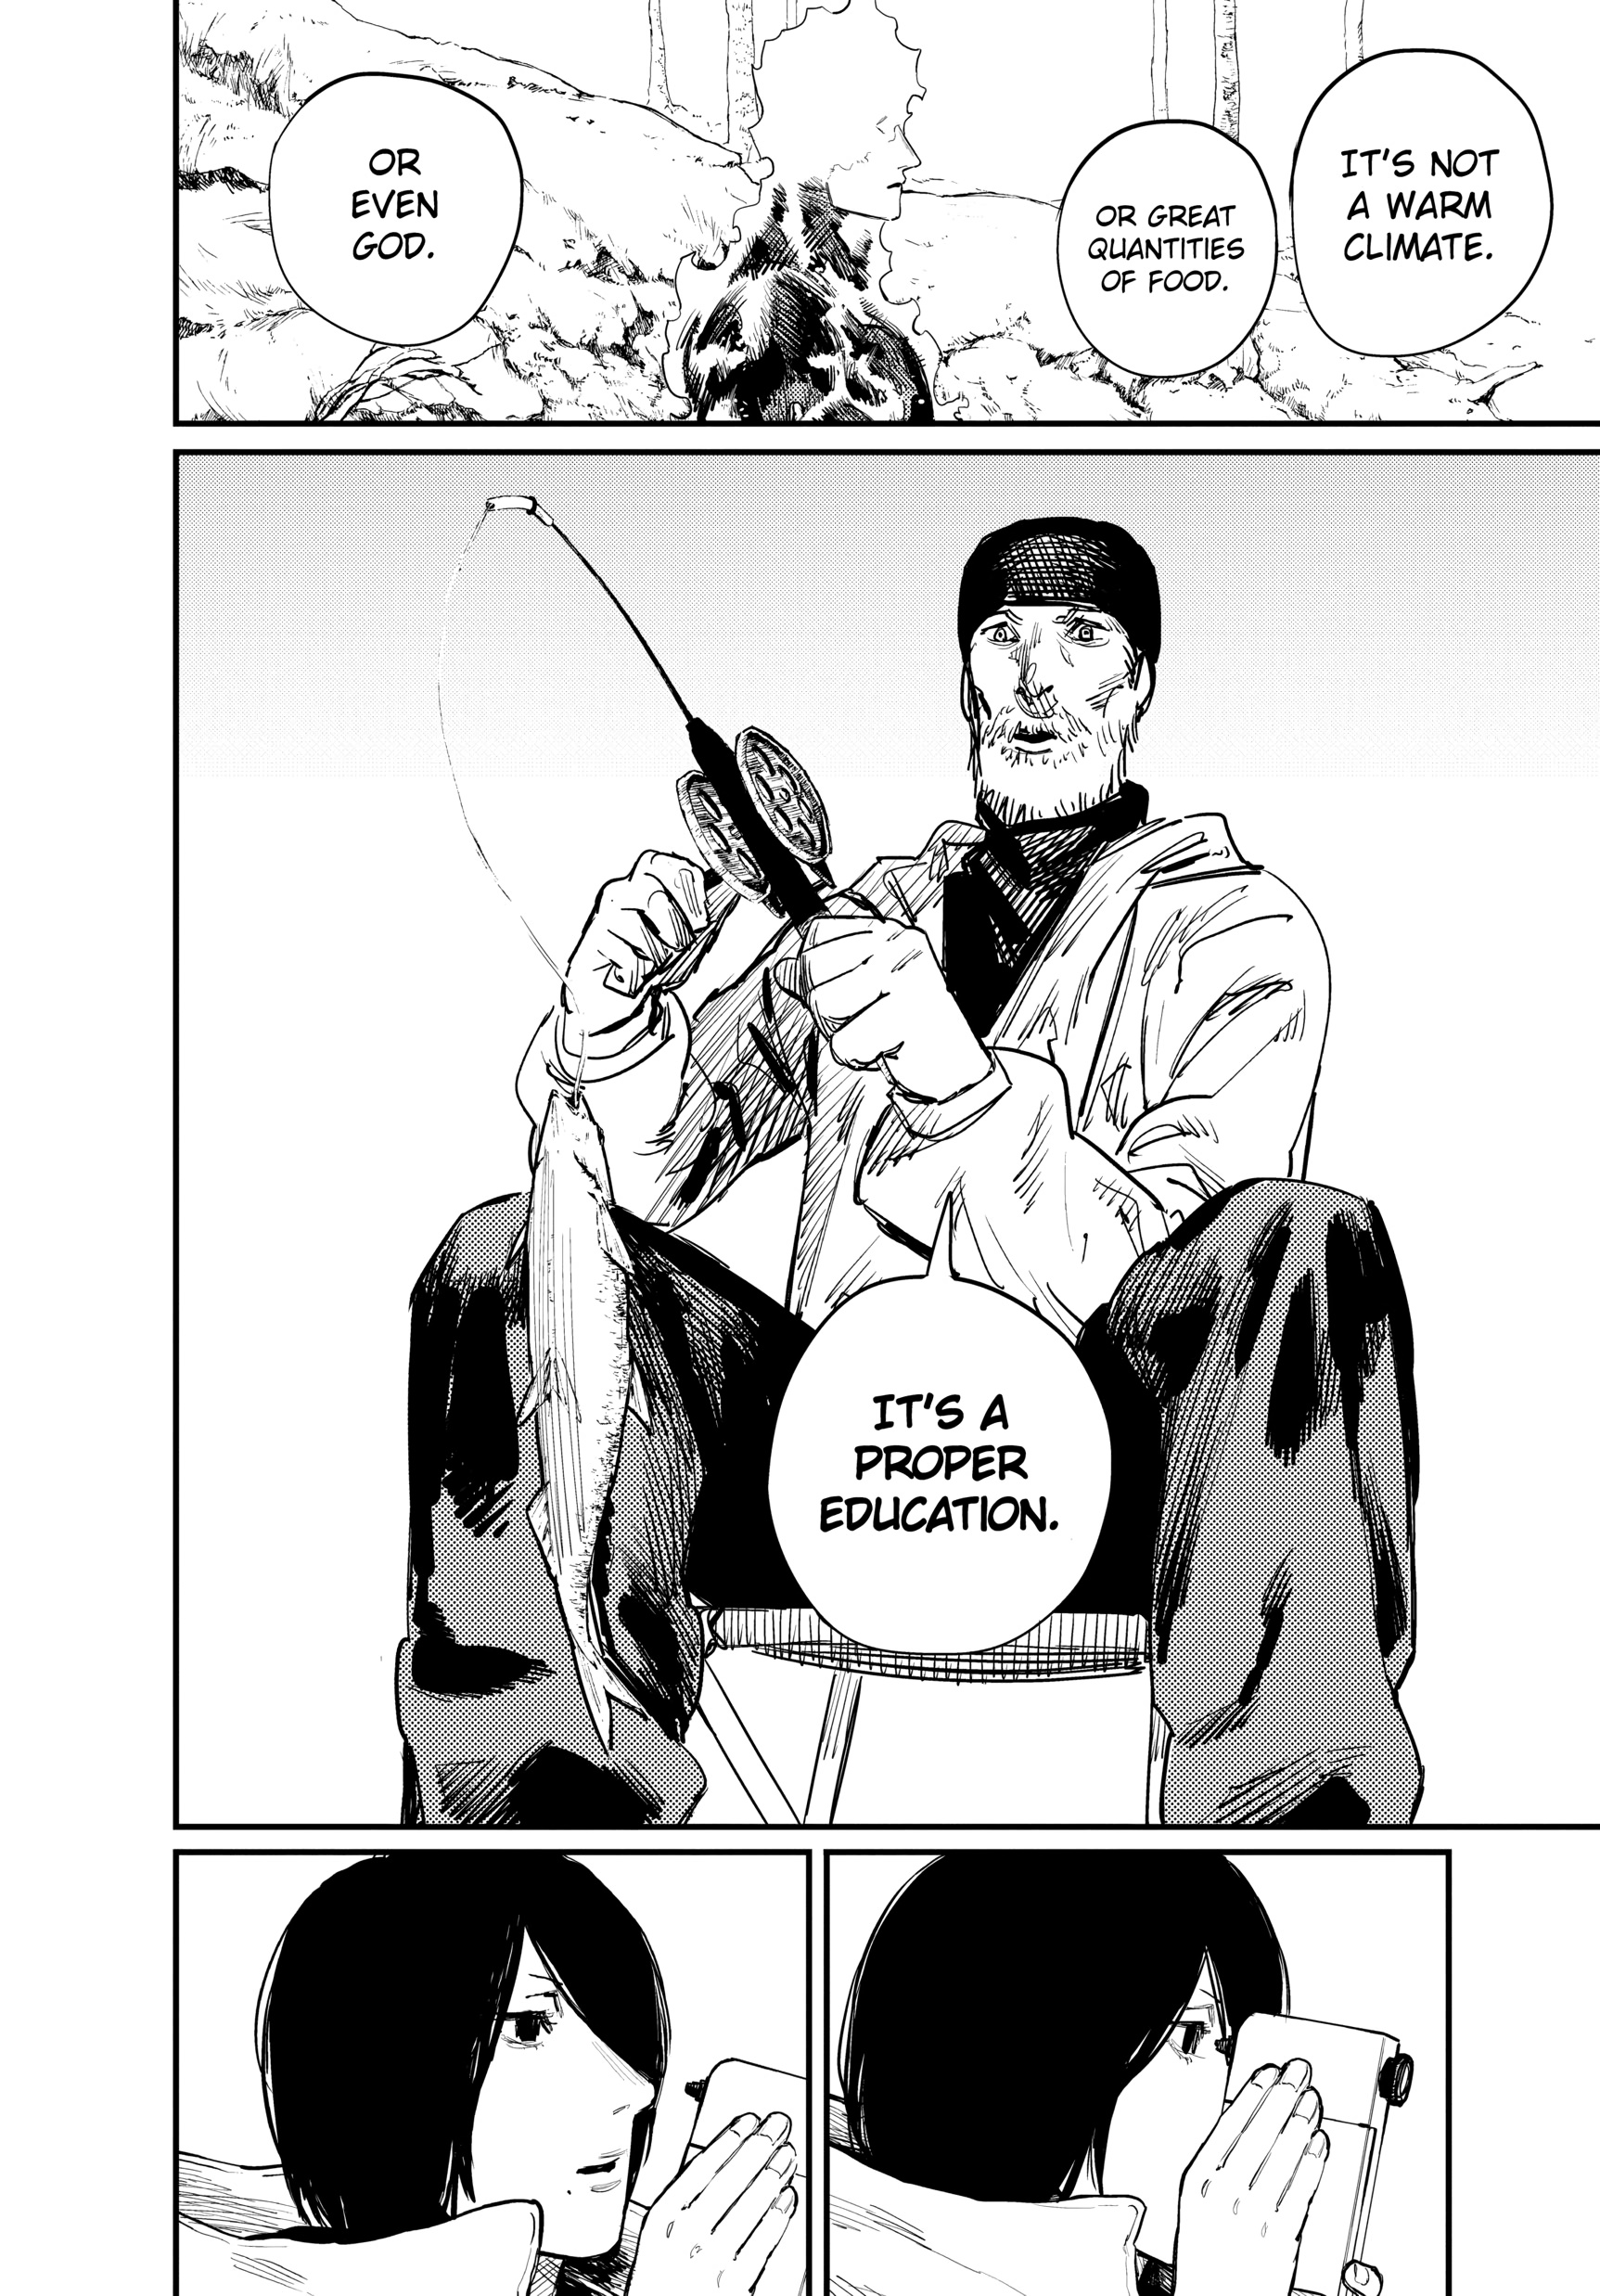 IT'S NOT
A WARM
CLIMATE.
OR GREAT
QUANTITIES
OF FOOD.
OR
EVEN
GOD.
IT'S A
PROPER
EDUCATION.